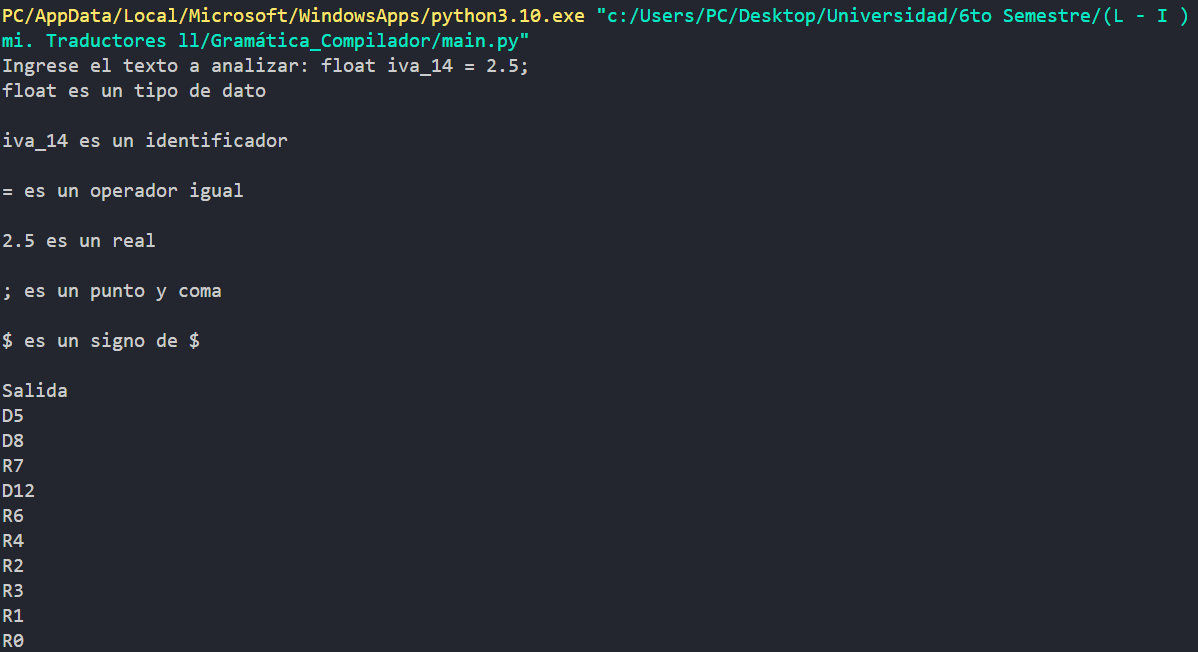 PC/AppData/Local/Microsoft/WindowsApps/python3.10.exe "c:/Users/PC/Desktop/Universidad/6to Semestre/(L - I )
mi. Traductores ll/Gramática_Compilador/main.py"
Ingrese el texto a analizar: float iva_14 = 2.5;
float es un tipo de dato
iva_14 es un identificador
= es un operador igual
2.5 es un real
; es un punto y coma
$ es un signo de $
Salida
D5
D8
R7
D12
R6
R4
R2
R3
R1
R0